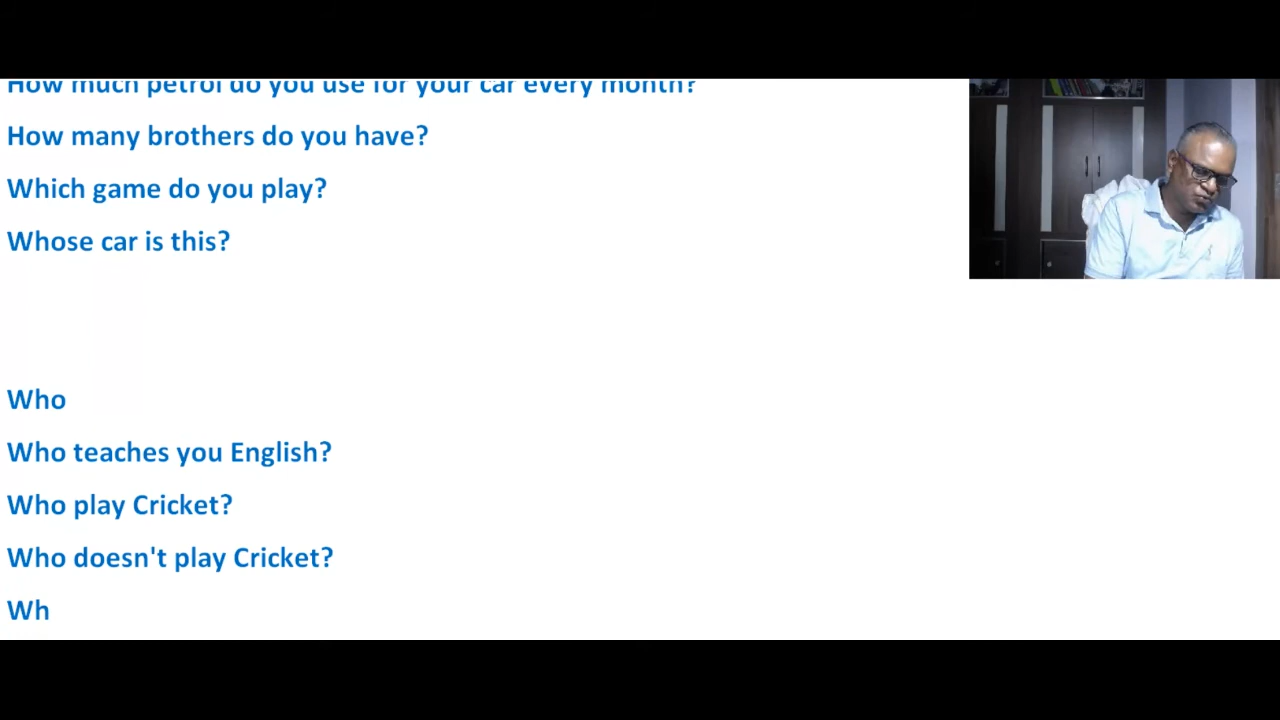 How much petrol do you use for your car every month?
How many brothers do you have?
Which game do you play?
Whose car is this?
Who
Who teaches you English?
Who play Cricket?
Who doesn't play Cricket?
Wh